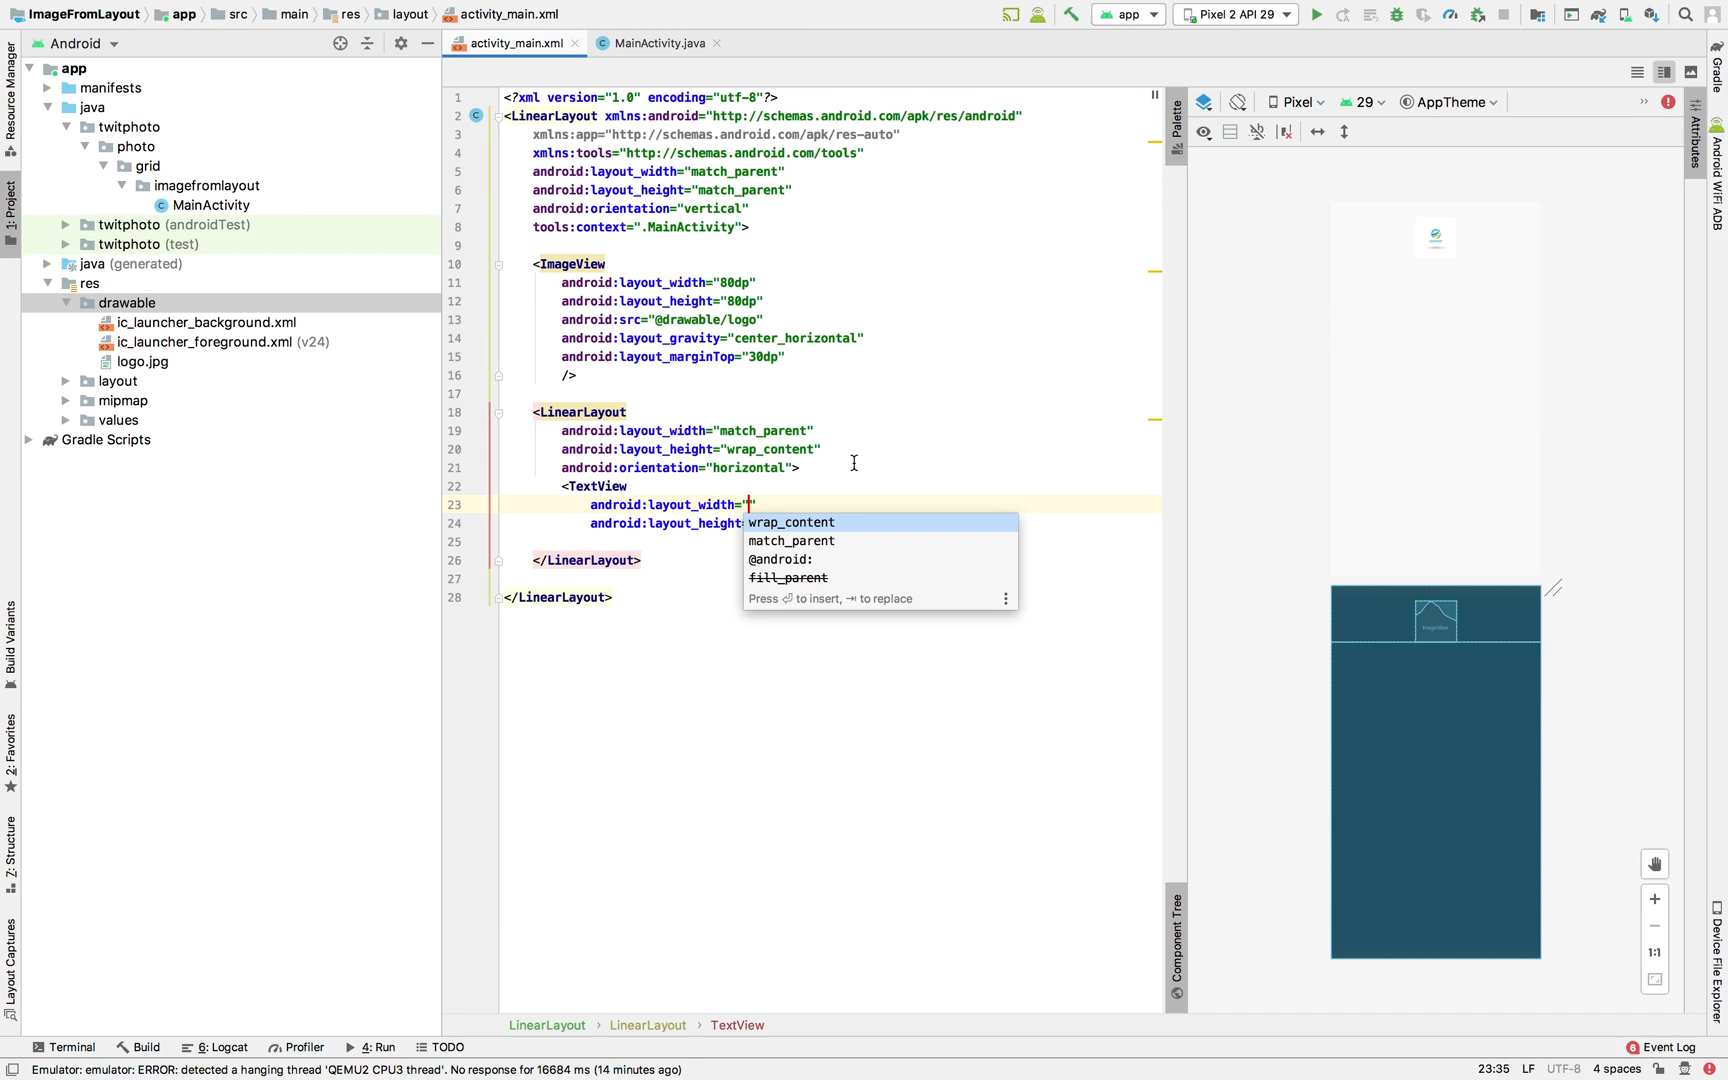 ImageFromLayout app src main res layout activity_main.xml
app Pixel 2 API 29
Android
activity_main.xml MainActivity.java
app
manifests
java
twitphoto
photo
grid
imagefromlayout
MainActivity
twitphoto (androidTest)
twitphoto (test)
java (generated)
res
drawable
ic_launcher_background.xml
ic_launcher_foreground.xml (v24)
logo.jpg
layout
mipmap
values
Gradle Scripts
Resource Manager
1: Project
Build Variants
2: Favorites
7: Structure
Layout Captures
1 <?xml version="1.0" encoding="utf-8"?>
2 <LinearLayout xmlns:android="http://schemas.android.com/apk/res/android"
3 xmlns:app="http://schemas.android.com/apk/res-auto"
4 xmlns:tools="http://schemas.android.com/tools"
5 android:layout_width="match_parent"
6 android:layout_height="match_parent"
7 android:orientation="vertical"
8 tools:context=".MainActivity">
9
10 <ImageView
11 android:layout_width="80dp"
12 android:layout_height="80dp"
13 android:src="@drawable/logo"
14 android:layout_gravity="center_horizontal"
15 android:layout_marginTop="30dp"
16 />
17
18 <LinearLayout
19 android:layout_width="match_parent"
20 android:layout_height="wrap_content"
21 android:orientation="horizontal">
22 <TextView
23 android:layout_width=""
24 android:layout_height=
25
26 </LinearLayout>
27
28 </LinearLayout>
wrap_content
match_parent
@android:
fill_parent
Press ⏎ to insert, ⇥ to replace
Palette
Component Tree
Pixel 29 AppTheme
ImageView
1:1
Attributes
Gradle
Android WiFi ADB
Device File Explorer
LinearLayout › LinearLayout › TextView
Terminal Build 6: Logcat Profiler 4: Run TODO 6 Event Log
Emulator: emulator: ERROR: detected a hanging thread 'QEMU2 CPU3 thread'. No response for 16684 ms (14 minutes ago) 23:35 LF UTF-8 4 spaces